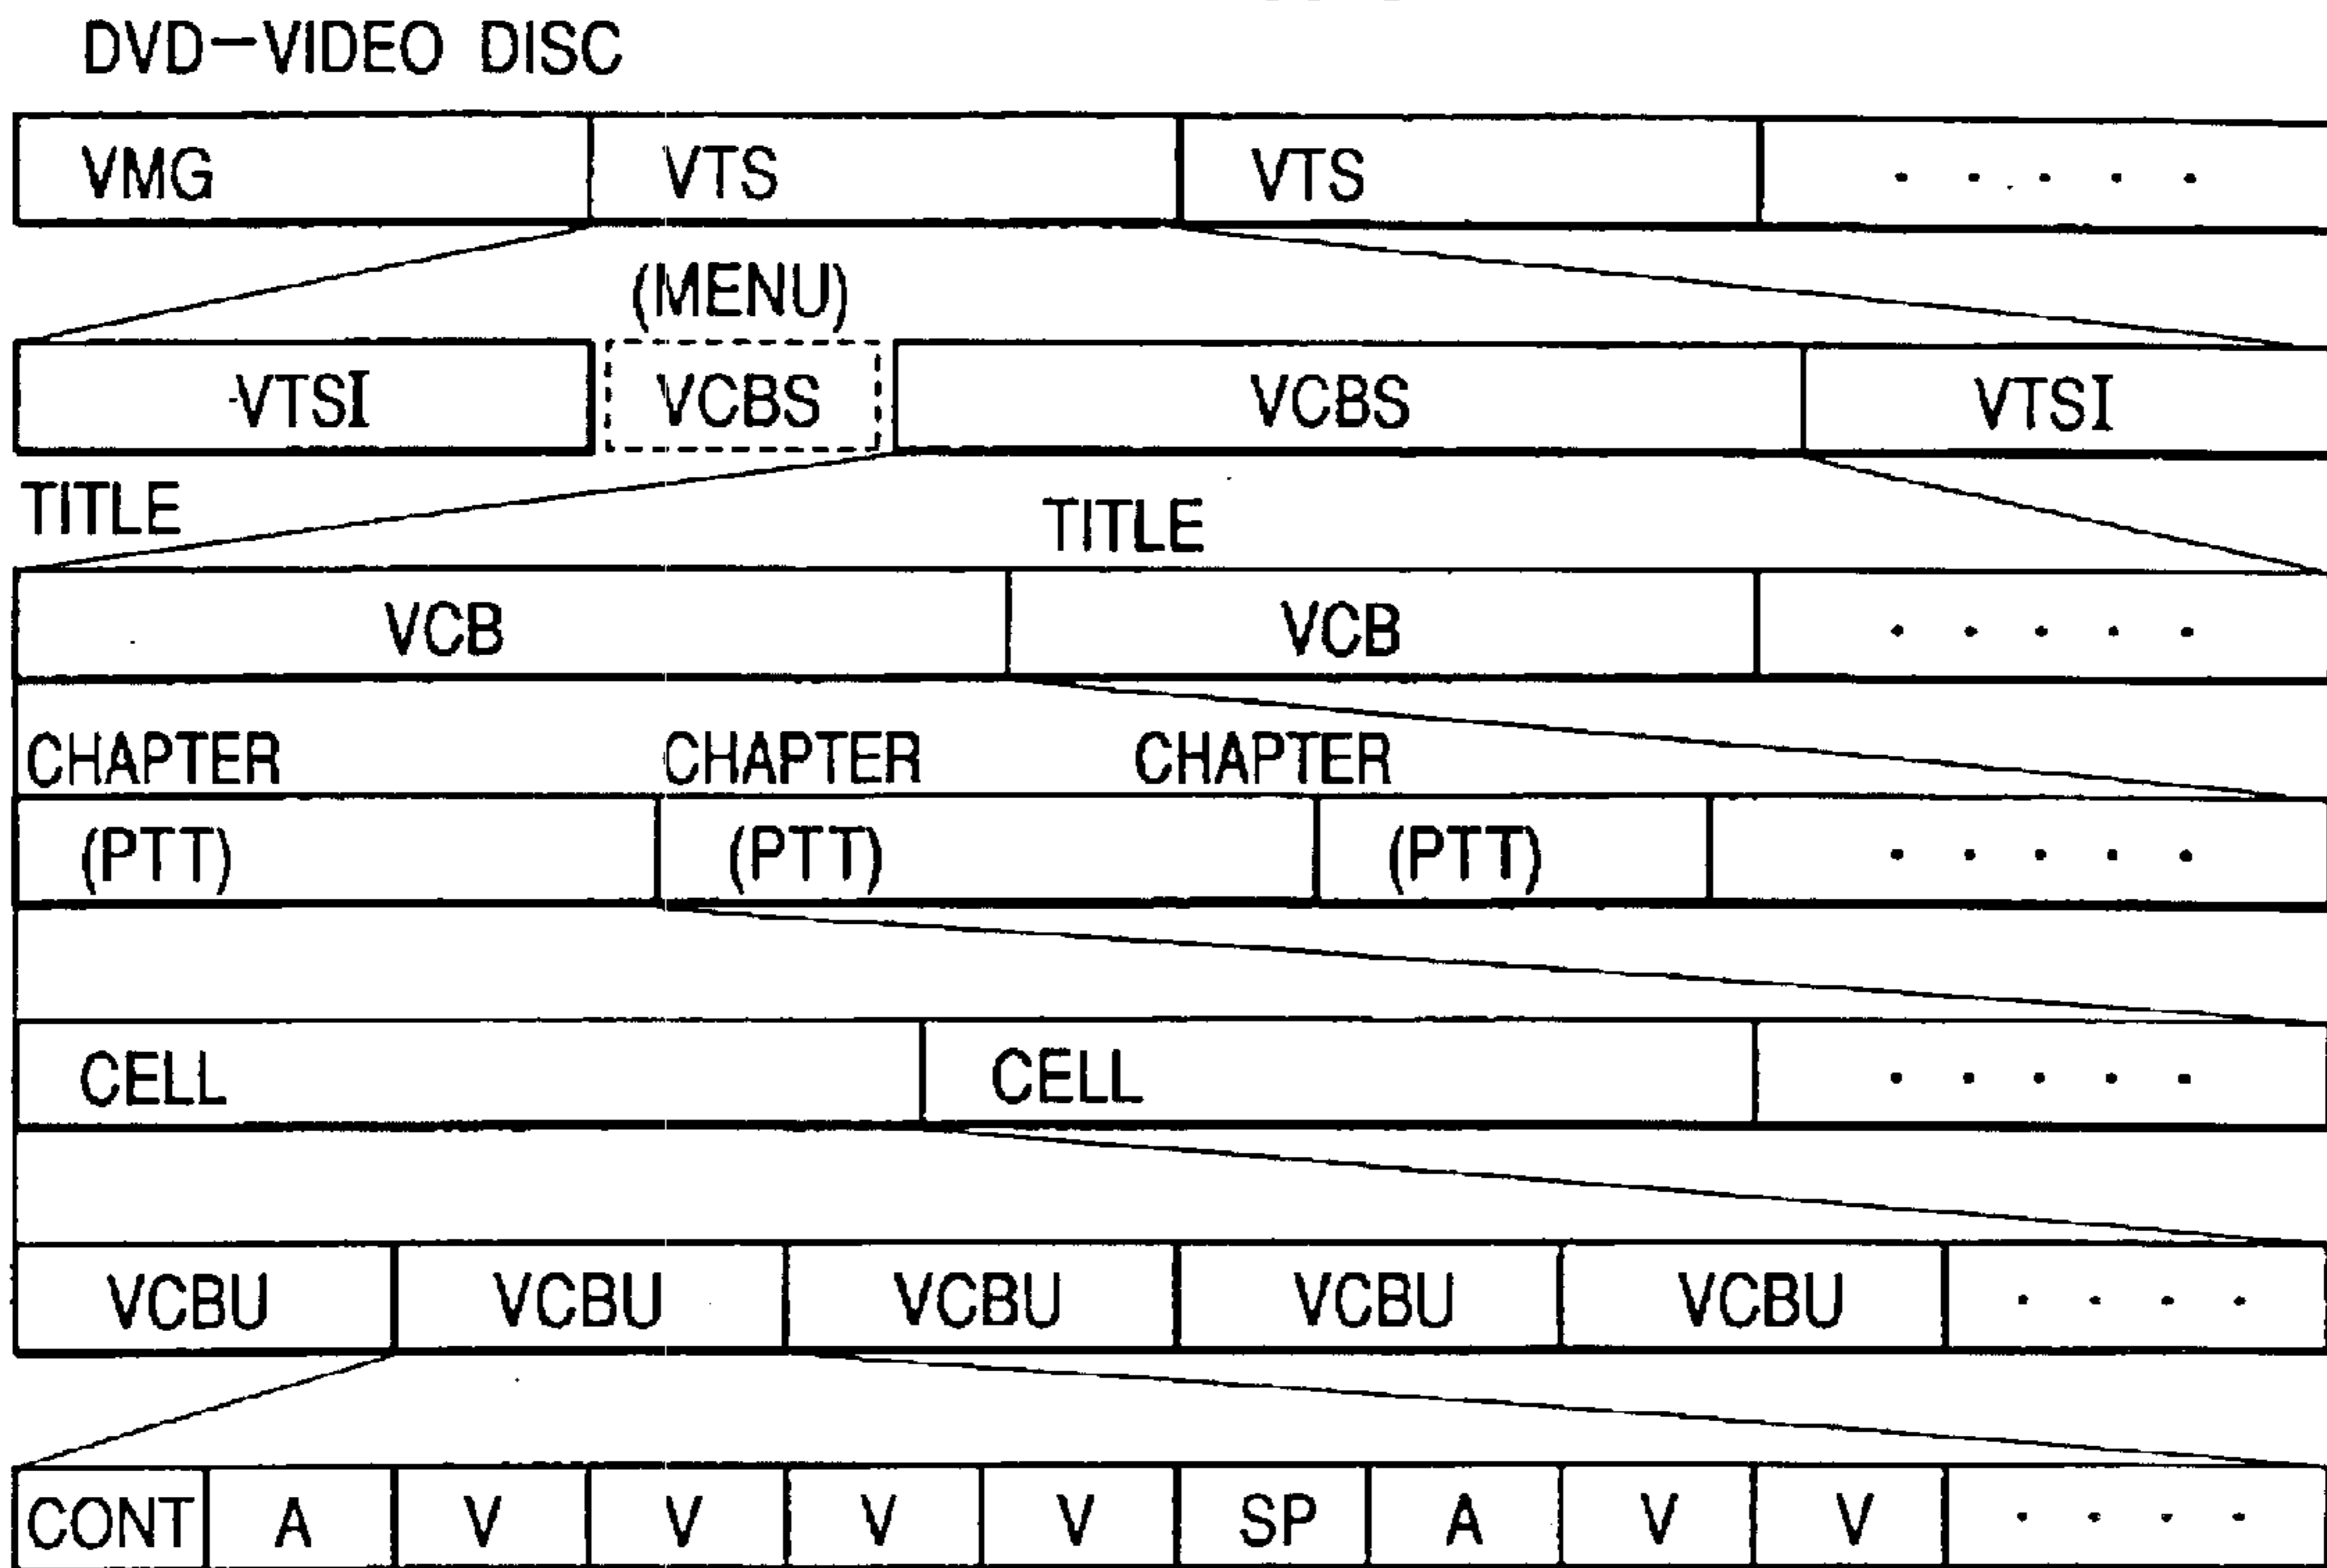 DVD-VIDEO DISC
VMG VTS VTS . . . . .
(MENU)
VTSI VCBS VCBS VTSI
TITLE TITLE
VCB VCB . . . . .
CHAPTER CHAPTER CHAPTER
(PTT) (PTT) (PTT) . . . . .
CELL CELL . . . . .
VCBU VCBU VCBU VCBU VCBU . . . .
CONT A V V V V SP A V V . . . .